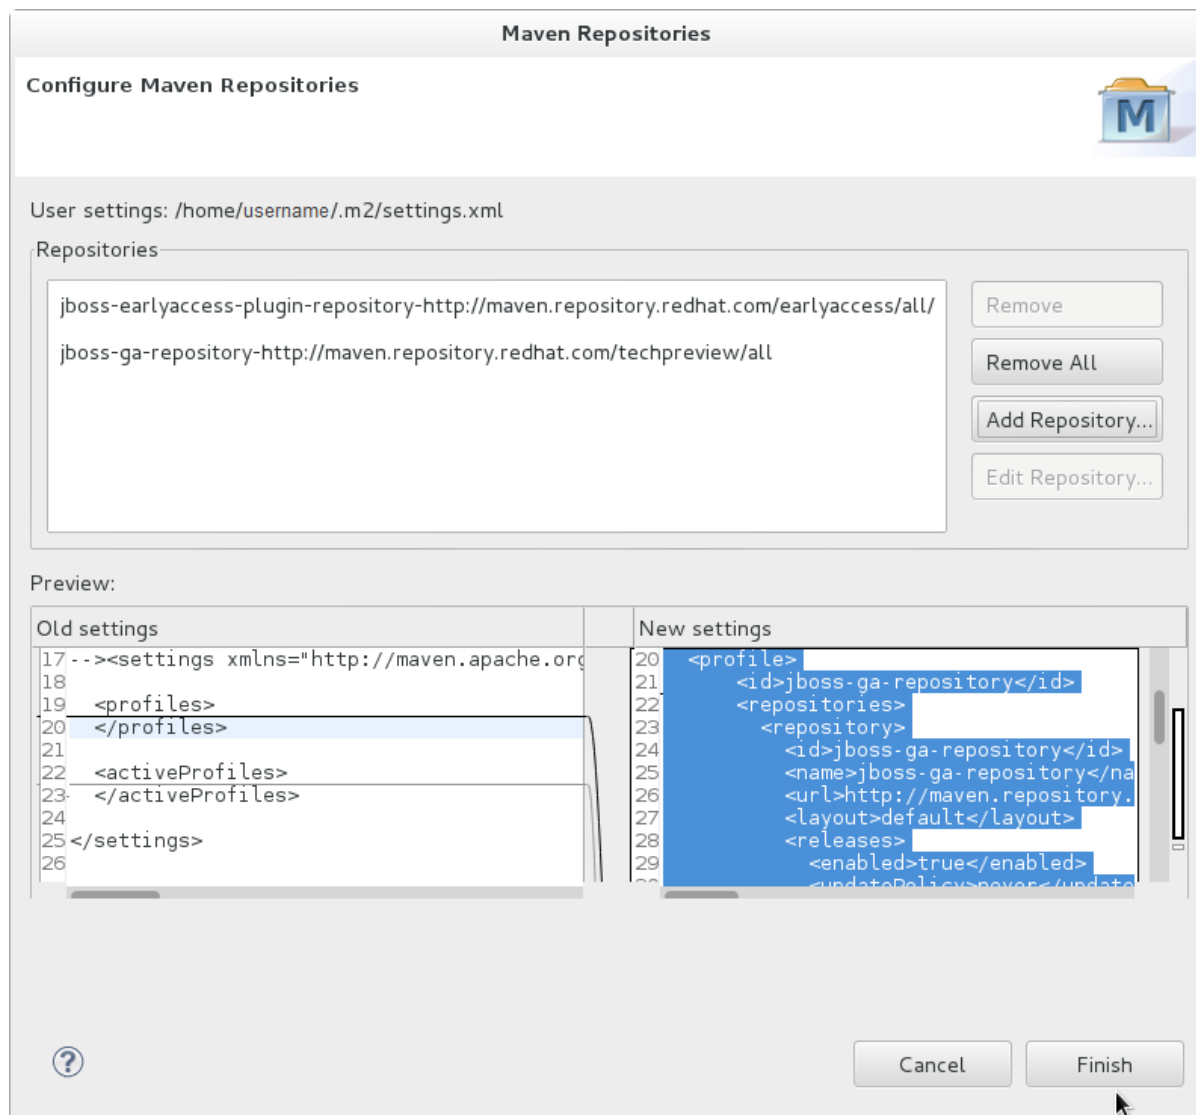 Maven Repositories
Configure Maven Repositories
M
User settings: /home/username/.m2/settings.xml
Repositories
jboss-earlyaccess-plugin-repository-http://maven.repository.redhat.com/earlyaccess/all/
jboss-ga-repository-http://maven.repository.redhat.com/techpreview/all
Remove
Remove All
Add Repository...
Edit Repository...
Preview:
Old settings
17 --><settings xmlns="http://maven.apache.org
18
19 <profiles>
20 </profiles>
21
22 <activeProfiles>
23 </activeProfiles>
24
25 </settings>
26
New settings
20 <profile>
21 <id>jboss-ga-repository</id>
22 <repositories>
23 <repository>
24 <id>jboss-ga-repository</id>
25 <name>jboss-ga-repository</na
26 <url>http://maven.repository.
27 <layout>default</layout>
28 <releases>
29 <enabled>true</enabled>
<updatePolicy>never</update
?
Cancel
Finish